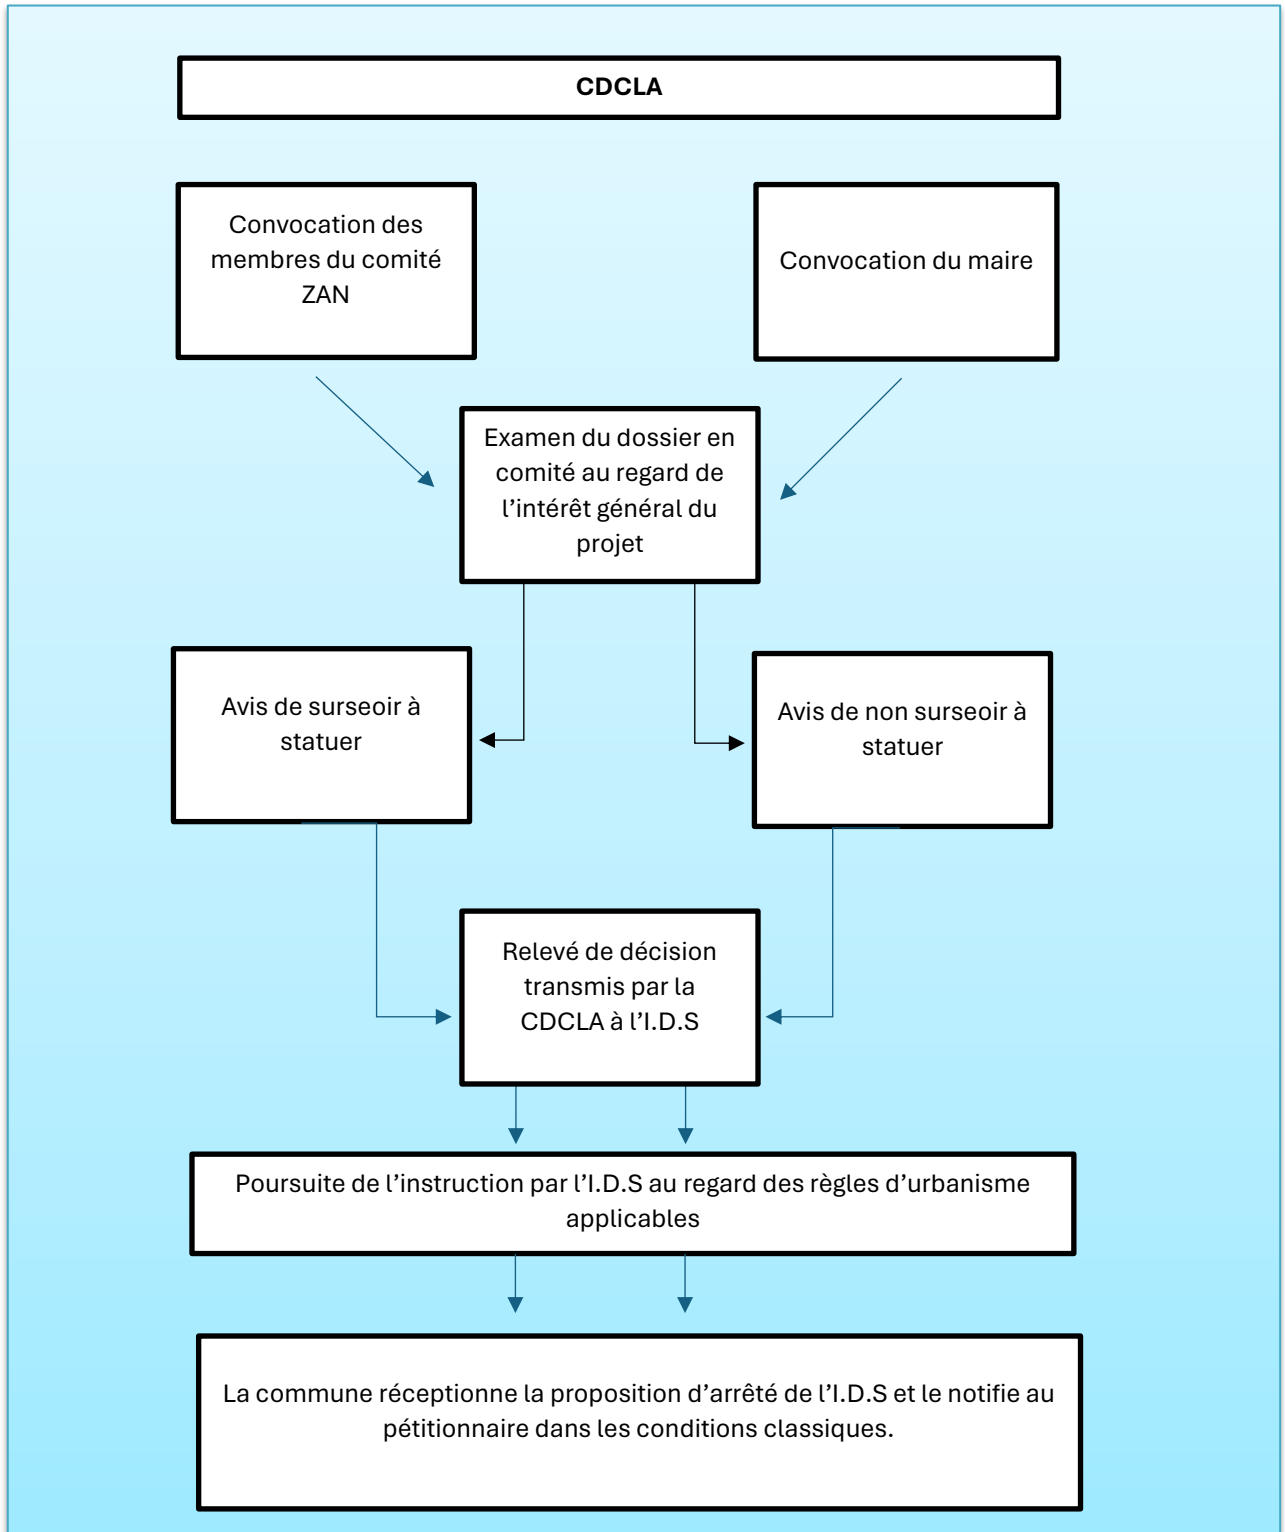 CDCLA
Convocation des
membres du comité
ZAN
Convocation du maire
Examen du dossier en
comité au regard de
l’intérêt général du
projet
Avis de surseoir à
statuer
Avis de non surseoir à
statuer
Relevé de décision
transmis par la
CDCLA à l’I.D.S
Poursuite de l’instruction par l’I.D.S au regard des règles d’urbanisme
applicables
La commune réceptionne la proposition d’arrêté de l’I.D.S et le notifie au
pétitionnaire dans les conditions classiques.